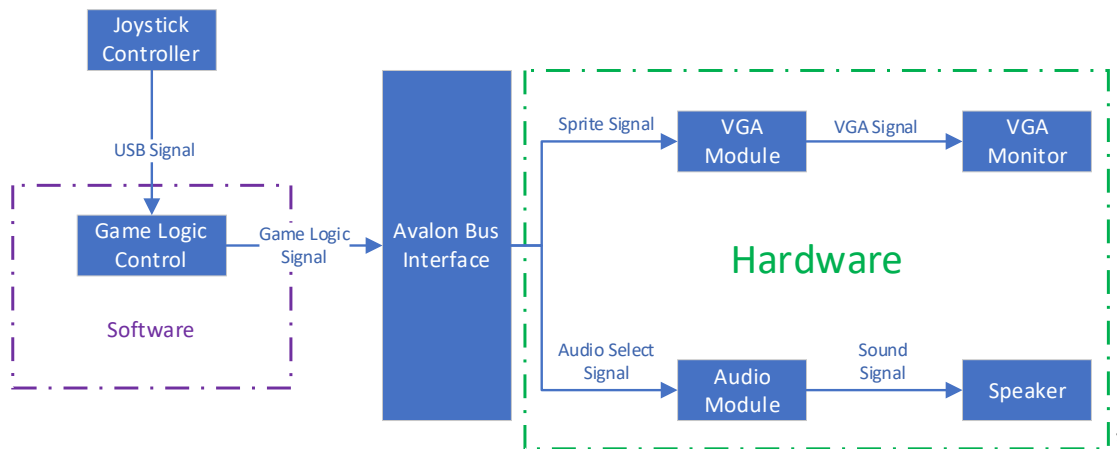 Joystick
Controller
USB Signal
Game Logic
Control
Software
Game Logic
Signal
Avalon Bus
Interface
Sprite Signal
VGA
Module
VGA Signal
VGA
Monitor
Hardware
Audio Select
Signal
Audio
Module
Sound
Signal
Speaker